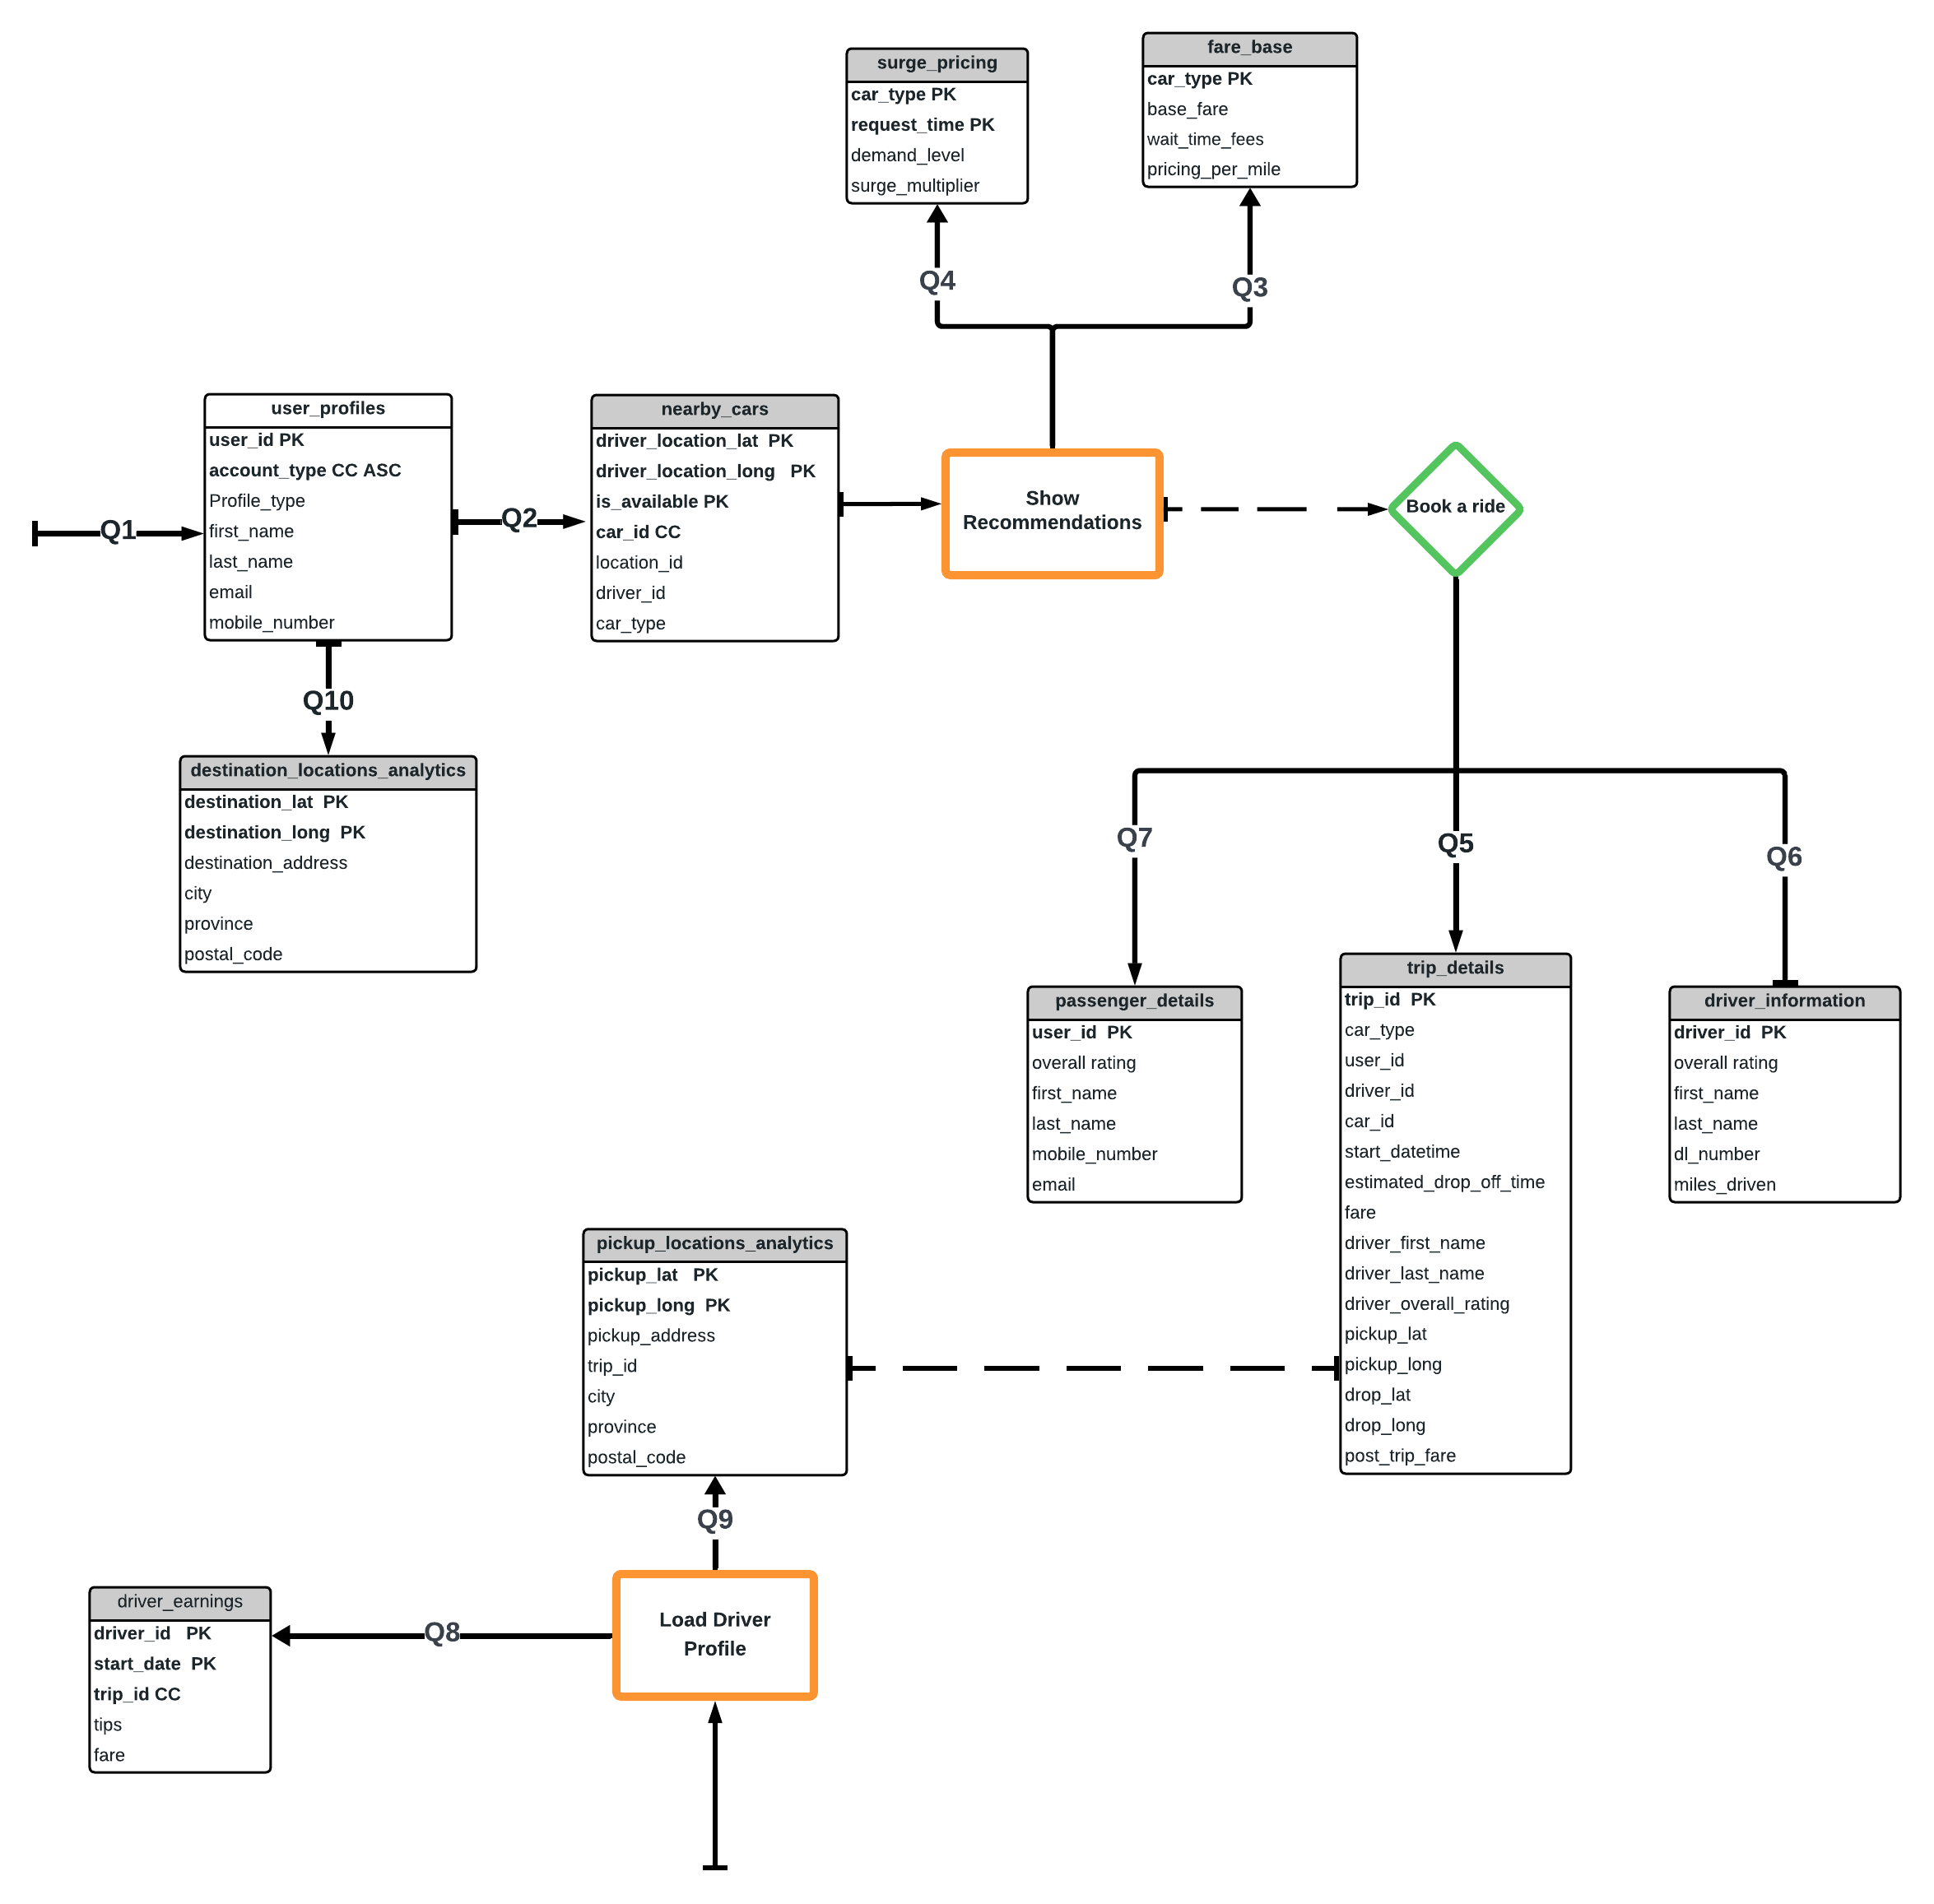 surge_pricing
car_type PK
request_time PK
demand_level
surge_multiplier
fare_base
car_type PK
base_fare
wait_time_fees
pricing_per_mile
Q4
Q3
Q1
user_profiles
user_id PK
account_type CC ASC
Profile_type
first_name
last_name
email
mobile_number
Q2
nearby_cars
driver_location_lat PK
driver_location_long PK
is_available PK
car_id CC
location_id
driver_id
car_type
Show
Recommendations
Book a ride
Q10
destination_locations_analytics
destination_lat PK
destination_long PK
destination_address
city
province
postal_code
Q7
Q5
Q6
passenger_details
user_id PK
overall rating
first_name
last_name
mobile_number
email
trip_details
trip_id PK
car_type
user_id
driver_id
car_id
start_datetime
estimated_drop_off_time
fare
driver_first_name
driver_last_name
driver_overall_rating
pickup_lat
pickup_long
drop_lat
drop_long
post_trip_fare
driver_information
driver_id PK
overall rating
first_name
last_name
dl_number
miles_driven
pickup_locations_analytics
pickup_lat PK
pickup_long PK
pickup_address
trip_id
city
province
postal_code
Q9
Load Driver
Profile
Q8
driver_earnings
driver_id PK
start_date PK
trip_id CC
tips
fare